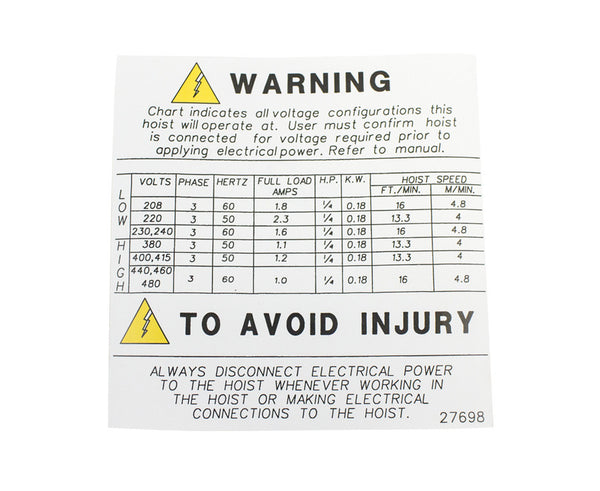 WARNING
Chart indicates all voltage configurations this
hoist will operate at. User must confirm hoist
is connected for voltage required prior to
applying electrical power. Refer to manual.
VOLTS PHASE HERTZ FULL LOAD AMPS H.P. K.W. HOIST SPEED
FT./MIN. M/MIN.
LOW
208 3 60 1.8 1/4 0.18 16 4.8
220 3 50 2.3 1/4 0.18 13.3 4
230,240 3 60 1.6 1/4 0.18 16 4.8
HIGH
380 3 50 1.1 1/4 0.18 13.3 4
400,415 3 50 1.2 1/4 0.18 13.3 4
440,460
480 3 60 1.0 1/4 0.18 16 4.8
TO AVOID INJURY
ALWAYS DISCONNECT ELECTRICAL POWER
TO THE HOIST WHENEVER WORKING IN
THE HOIST OR MAKING ELECTRICAL
CONNECTIONS TO THE HOIST.
27698